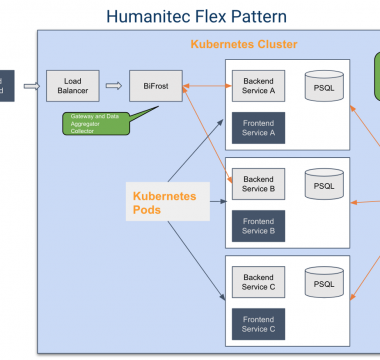 Humanitec Flex Pattern
Kubernetes Cluster
Load
Balancer
BiFrost
Gateway and Data
Aggregator
Collector
Backend
Service A
PSQL
Frontend
Service A
Kubernetes
Pods
Backend
Service B
PSQL
Frontend
Service B
Backend
Service C
PSQL
Frontend
Service C